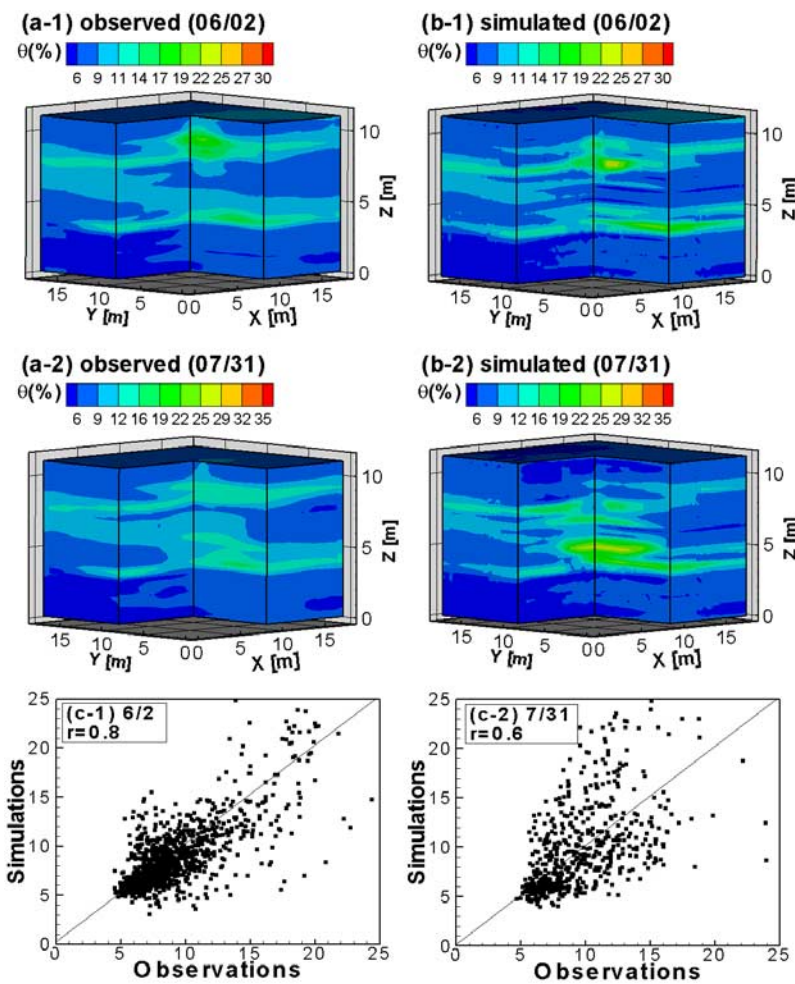 (a-1) observed (06/02)
θ(%)
6 9 11 14 17 19 22 25 27 30
10
5
0
Z [m]
15 10 5 0 0 5 10 15
Y [m]
X [m]
(b-1) simulated (06/02)
θ(%)
6 9 11 14 17 19 22 25 27 30
10
5
0
Z [m]
15 10 5 0 0 5 10 15
Y [m]
X [m]
(a-2) observed (07/31)
θ(%)
6 9 12 16 19 22 25 29 32 35
10
5
0
Z [m]
15 10 5 0 0 5 10 15
Y [m]
X [m]
(b-2) simulated (07/31)
θ(%)
6 9 12 16 19 22 25 29 32 35
10
5
0
Z [m]
15 10 5 0 0 5 10 15
Y [m]
X [m]
(c-1) 6/2
r=0.8
Simulations
25
20
15
10
5
0
0 5 10 15 20 25
Observations
(c-2) 7/31
r=0.6
Simulations
25
20
15
10
5
0
0 5 10 15 20 25
Observations